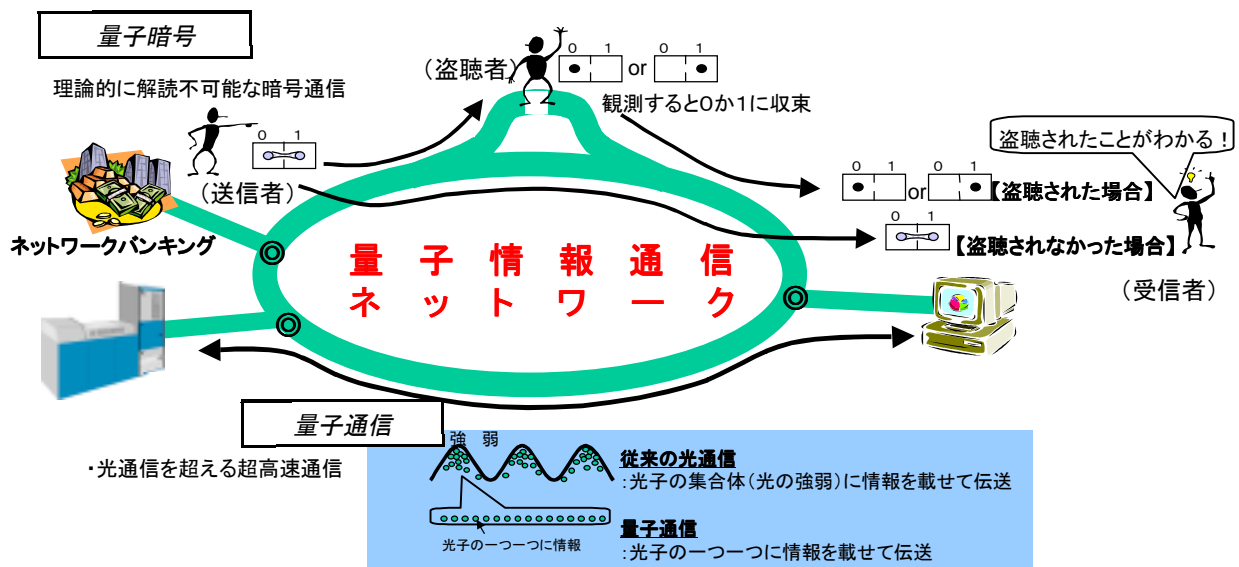 量子暗号
理論的に解読不可能な暗号通信
(盗聴者)
0 1 or 0 1
観測すると0か1に収束
0 1
(送信者)
盗聴されたことがわかる！
0 1 or 0 1 【盗聴された場合】
0 1 【盗聴されなかった場合】
(受信者)
ネットワークバンキング
量子情報通信
ネットワーク
量子通信
・光通信を超える超高速通信
強 弱
従来の光通信
：光子の集合体(光の強弱)に情報を載せて伝送
光子の一つ一つに情報
量子通信
：光子の一つ一つに情報を載せて伝送